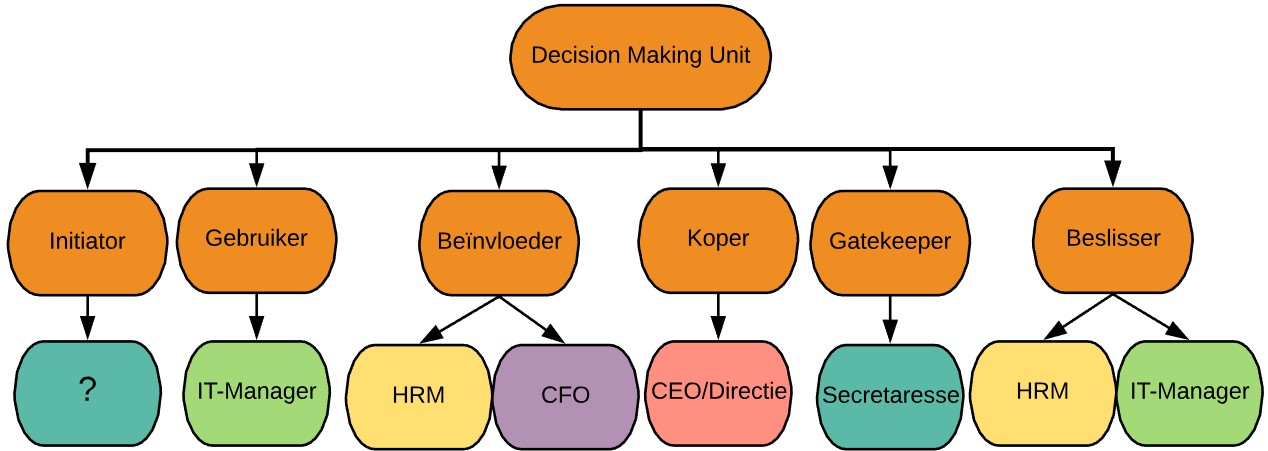 Decision Making Unit
Initiator
Gebruiker
Beïnvloeder
Koper
Gatekeeper
Beslisser
?
IT-Manager
HRM
CFO
CEO/Directie
Secretaresse
HRM
IT-Manager